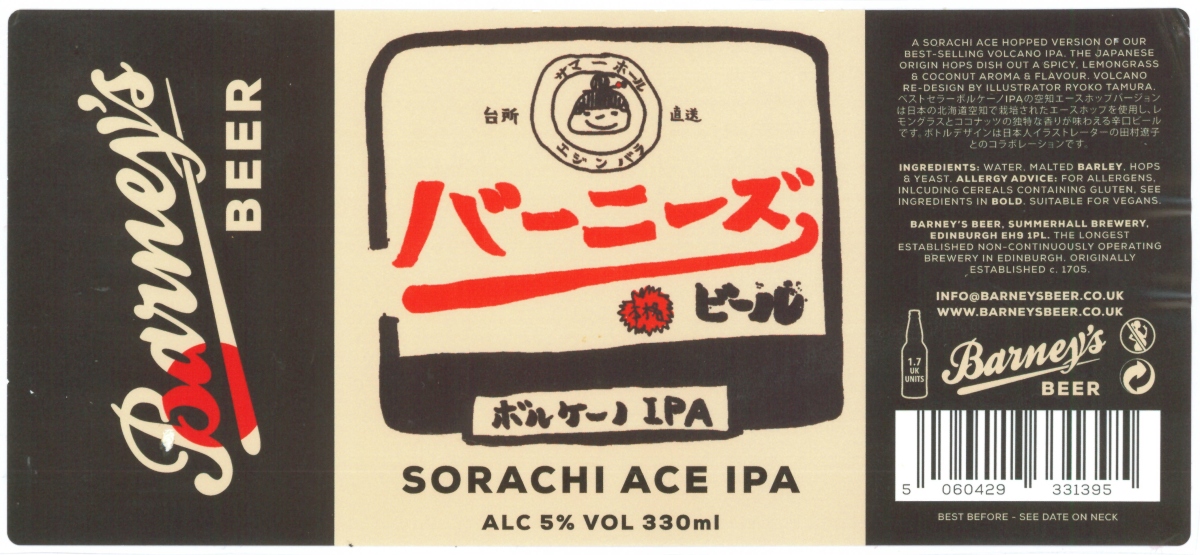 Barney's
BEER
サマーホール
台所
直送
エジンバラ
バーニーズ
本格
ビール
ボルケーノ IPA
SORACHI ACE IPA
ALC 5% VOL 330ml
A SORACHI ACE HOPPED VERSION OF OUR
BEST-SELLING VOLCANO IPA. THE JAPANESE
ORIGIN HOPS DISH OUT A SPICY, LEMONGRASS
& COCONUT AROMA & FLAVOUR. VOLCANO
RE-DESIGN BY ILLUSTRATOR RYOKO TAMURA.
ベストセラーボルケーノIPAの空知エースホップバージョン
は日本の北海道空知で栽培されたエースホップを使用し、レ
モングラスとココナッツの独特な香りが味わえる辛口ビール
です。ボトルデザインは日本人イラストレーターの田村遼子
とのコラボレーションです。
INGREDIENTS: WATER, MALTED BARLEY, HOPS
& YEAST. ALLERGY ADVICE: FOR ALLERGENS,
INLCUDING CEREALS CONTAINING GLUTEN, SEE
INGREDIENTS IN BOLD. SUITABLE FOR VEGANS.
BARNEY'S BEER, SUMMERHALL BREWERY,
EDINBURGH EH9 1PL. THE LONGEST
ESTABLISHED NON-CONTINUOUSLY OPERATING
BREWERY IN EDINBURGH. ORIGINALLY
ESTABLISHED c. 1705.
INFO@BARNEYSBEER.CO.UK
WWW.BARNEYSBEER.CO.UK
1.7
UK
UNITS
Barney's
BEER
5 060429 331395
BEST BEFORE - SEE DATE ON NECK